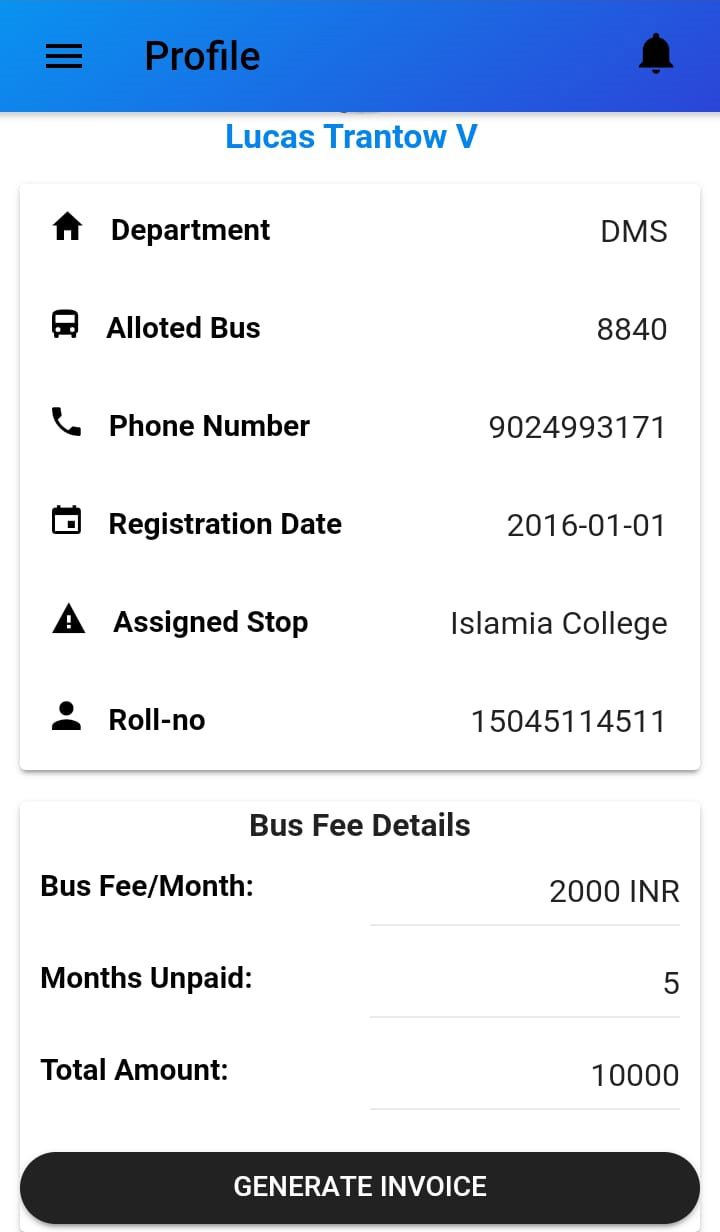 Profile
Lucas Trantow V
Department DMS
Alloted Bus 8840
Phone Number 9024993171
Registration Date 2016-01-01
Assigned Stop Islamia College
Roll-no 15045114511
Bus Fee Details
Bus Fee/Month: 2000 INR
Months Unpaid: 5
Total Amount: 10000
GENERATE INVOICE